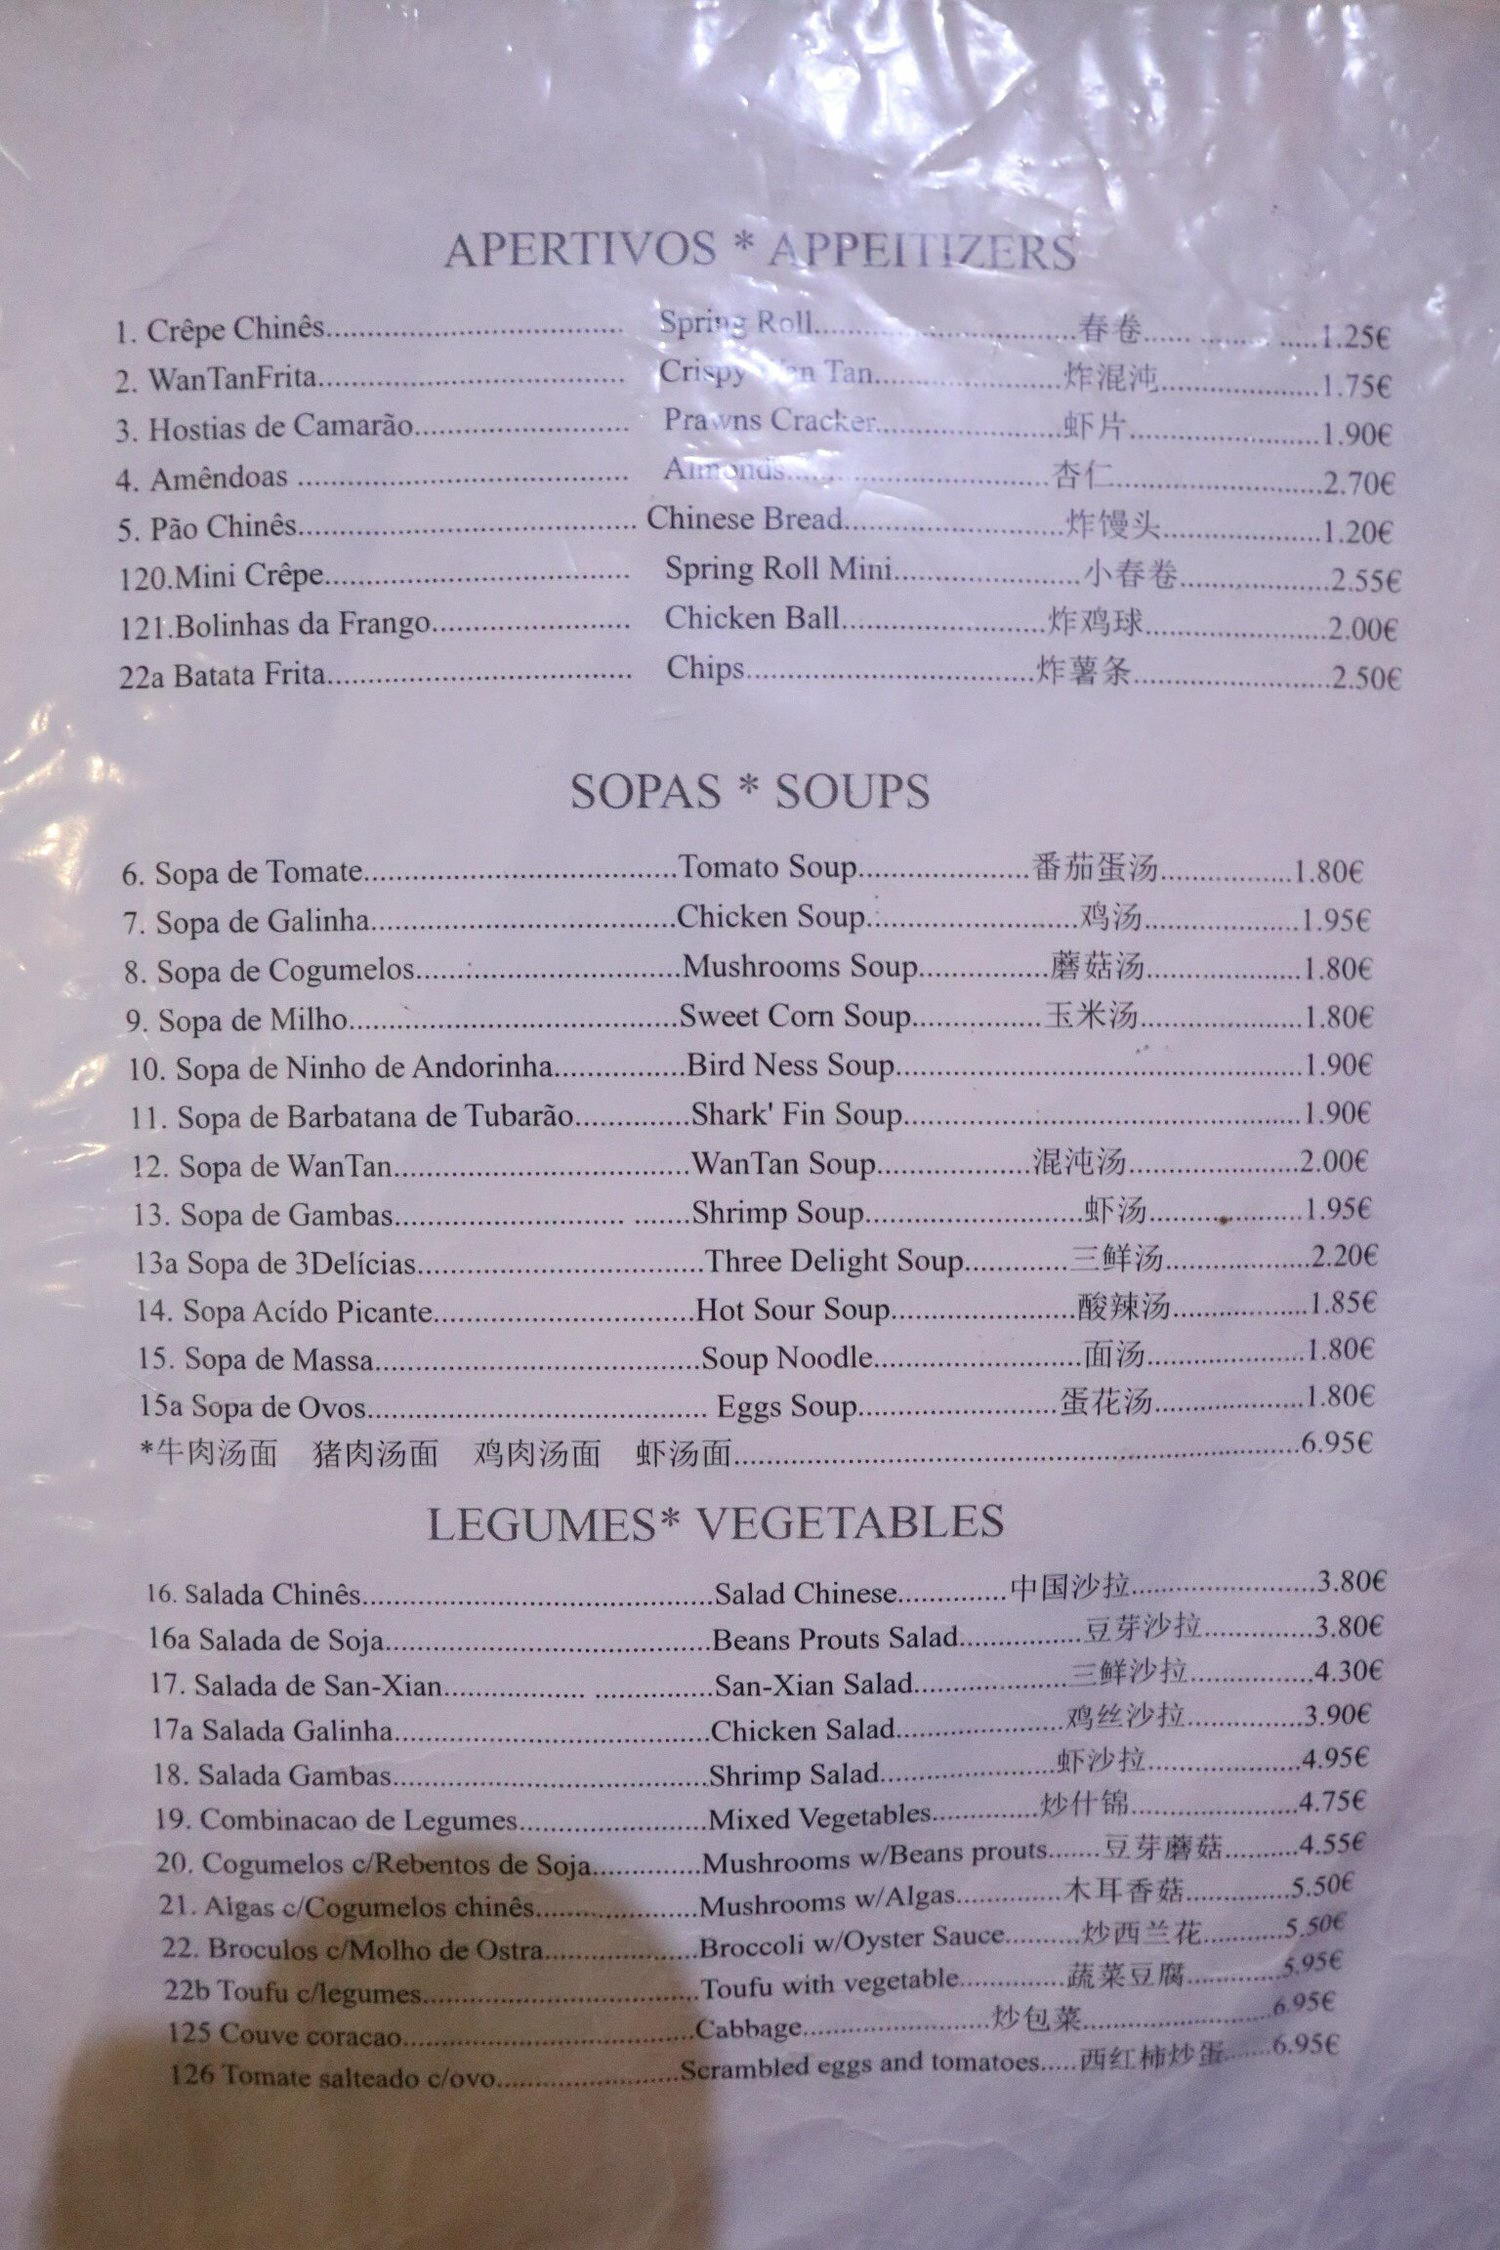 APERTIVOS * APPEITIZERS
1. Crêpe Chinês..................................... Spring Roll.................................春卷...... ......... . .....1.25€
2. WanTanFrita...................................... Crispy Wan Tan........................炸混沌....................1.75€
3. Hostias de Camarão........................... Prawns Cracker.......................虾片........................1.90€
4. Amêndoas ......................................... Almonds.................................杏仁..........................2.70€
5. Pão Chinês.......................................... Chinese Bread...........................炸馒头....................1.20€
120.Mini Crêpe...................................... Spring Roll Mini.......................小春卷...................2.55€
121.Bolinhas da Frango......................... Chicken Ball.........................炸鸡球.......................2.00€
22a Batata Frita...................................... Chips....................................炸薯条.........................2.50€
SOPAS * SOUPS
6. Sopa de Tomate.......................................Tomato Soup.....................番茄蛋汤.................1.80€
7. Sopa de Galinha......................................Chicken Soup..........................鸡汤...................1.95€
8. Sopa de Cogumelos.................................Mushrooms Soup................蘑菇汤...................1.80€
9. Sopa de Milho.........................................Sweet Corn Soup................玉米汤....................1.80€
10. Sopa de Ninho de Andorinha................Bird Ness Soup...................................................1.90€
11. Sopa de Barbatana de Tubarão..............Shark' Fin Soup..................................................1.90€
12. Sopa de WanTan.....................................WanTan Soup...................混沌汤.....................2.00€
13. Sopa de Gambas............................ .......Shrimp Soup...........................虾汤...................1.95€
13a Sopa de 3Delícias....................................Three Delight Soup.............三鲜汤..................2.20€
14. Sopa Acído Picante.................................Hot Sour Soup.......................酸辣汤.................1.85€
15. Sopa de Massa.........................................Soup Noodle..........................面汤....................1.80€
15a Sopa de Ovos.......................................... Eggs Soup.........................蛋花汤...................1.80€
*牛肉汤面 猪肉汤面 鸡肉汤面 虾汤面.......................................................................6.95€
LEGUMES* VEGETABLES
16. Salada Chinês............................................Salad Chinese..............中国沙拉.......................3.80€
16a Salada de Soja.........................................Beans Prouts Salad...............豆芽沙拉..............3.80€
17. Salada de San-Xian.................. ...............San-Xian Salad...................三鲜沙拉................4.30€
17a Salada Galinha.......................................Chicken Salad.....................鸡丝沙拉...............3.90€
18. Salada Gambas.......................................Shrimp Salad......................虾沙拉....................4.95€
19. Combinacao de Legumes.......................Mixed Vegetables.............炒什锦.....................4.75€
20. Cogumelos c/Rebentos de Soja.............Mushrooms w/Beans prouts.......豆芽蘑菇.........4.55€
21. Algas c/Cogumelos chinês....................Mushrooms w/Algas.............木耳香菇.............5.50€
22. Broculos c/Molho de Ostra...................Broccoli w/Oyster Sauce.........炒西兰花..........5.50€
22b Toufu c/legumes..................................Toufu with vegetable.............蔬菜豆腐............5.95€
125 Couve coracao....................................Cabbage.......................炒包菜.......................6.95€
126 Tomate salteado c/ovo.......................Scrambled eggs and tomatoes.....西红柿炒蛋......6.95€